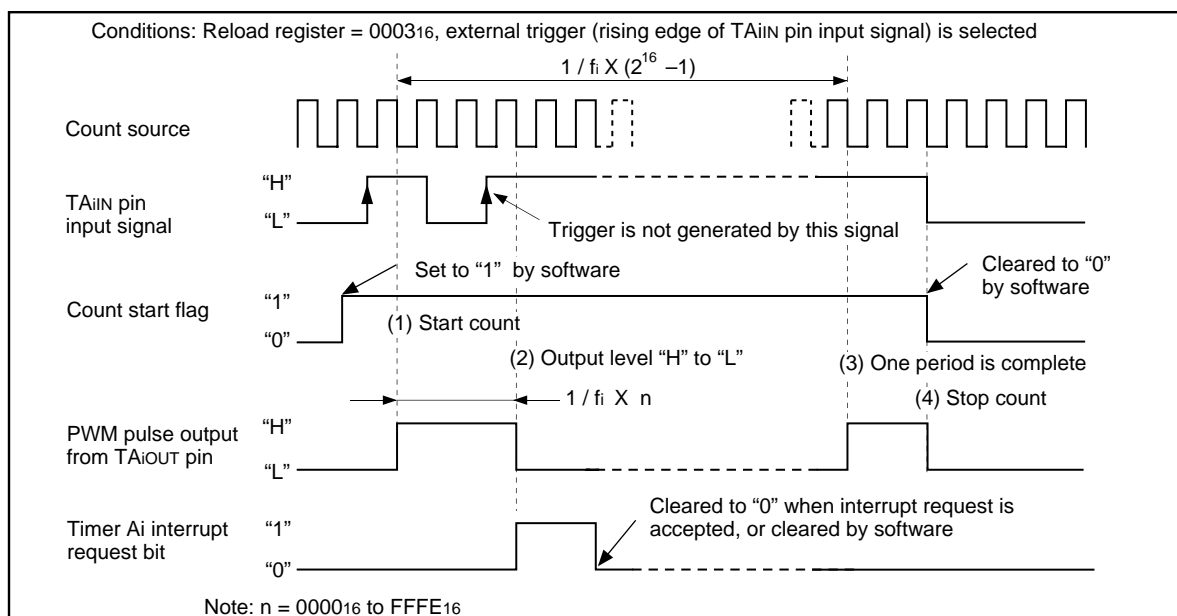 Conditions: Reload register = 0003₁₆, external trigger (rising edge of TAiIN pin input signal) is selected
1 / fi X (2¹⁶ –1)
Count source
TAiIN pin
input signal
“H”
“L”
Trigger is not generated by this signal
Set to “1” by software
Cleared to “0”
by software
Count start flag
“1”
“0”
(1) Start count
(2) Output level “H” to “L”
(3) One period is complete
1 / fi X n
(4) Stop count
PWM pulse output
from TAiOUT pin
“H”
“L”
Cleared to “0” when interrupt request is
accepted, or cleared by software
Timer Ai interrupt
request bit
“1”
“0”
Note: n = 0000₁₆ to FFFE₁₆